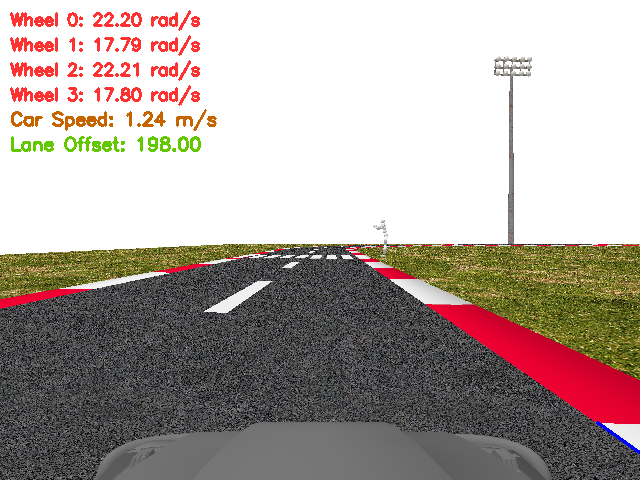 Wheel 0: 22.20 rad/s
Wheel 1: 17.79 rad/s
Wheel 2: 22.21 rad/s
Wheel 3: 17.80 rad/s
Car Speed: 1.24 m/s
Lane Offset: 198.00